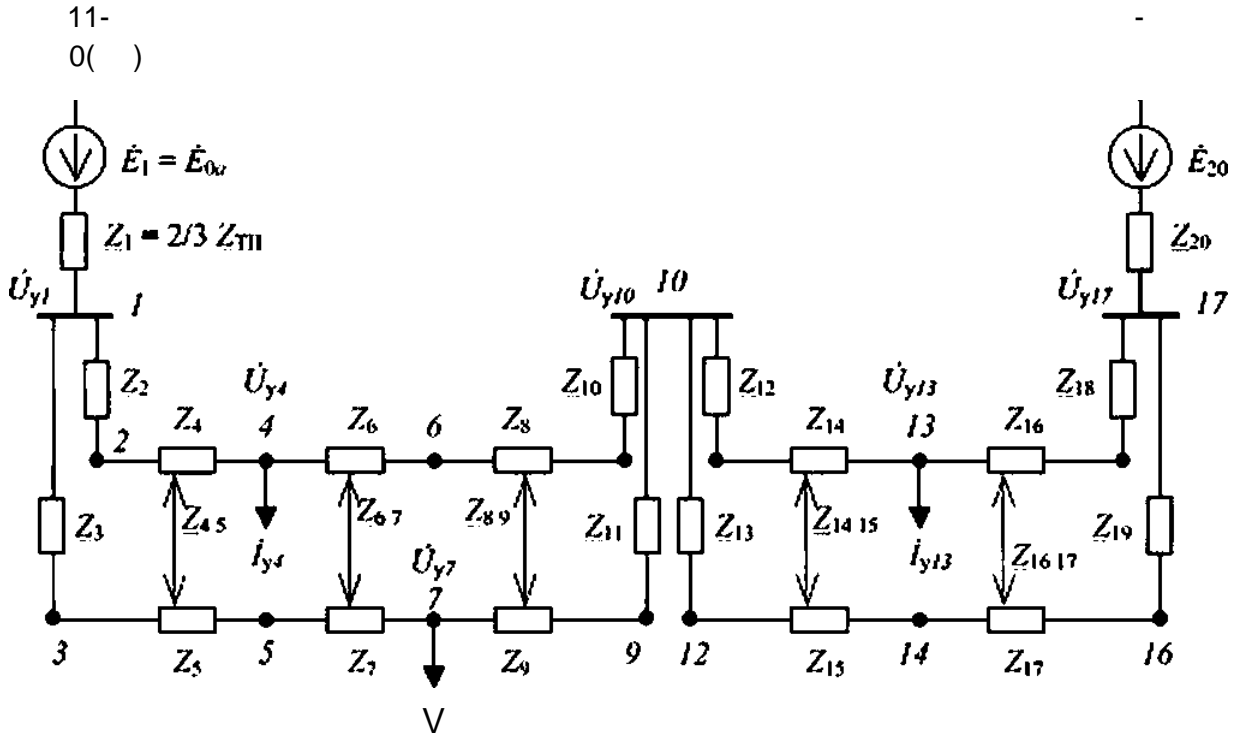 11- -
0( )
Ė₁ = Ė₀ₐ Ė₂₀
Z₁ = 2/3 Z_ТП Z₂₀
U̇y1 1 U̇y10 10 U̇y17 17
Z₂ U̇y4 Z₁₀ Z₁₂ U̇y13 Z₁₈
2 Z₄ 4 Z₆ 6 Z₈ Z₁₄ 13 Z₁₆
Z₃ Z₄ ₅ İy4 Z₆ ₇ Z₈ ₉ Z₁₁ Z₁₃ Z₁₄ ₁₅ İy13 Z₁₆ ₁₇ Z₁₉
U̇y7
7
3 Z₅ 5 Z₇ Z₉ 9 12 Z₁₅ 14 Z₁₇ 16
V